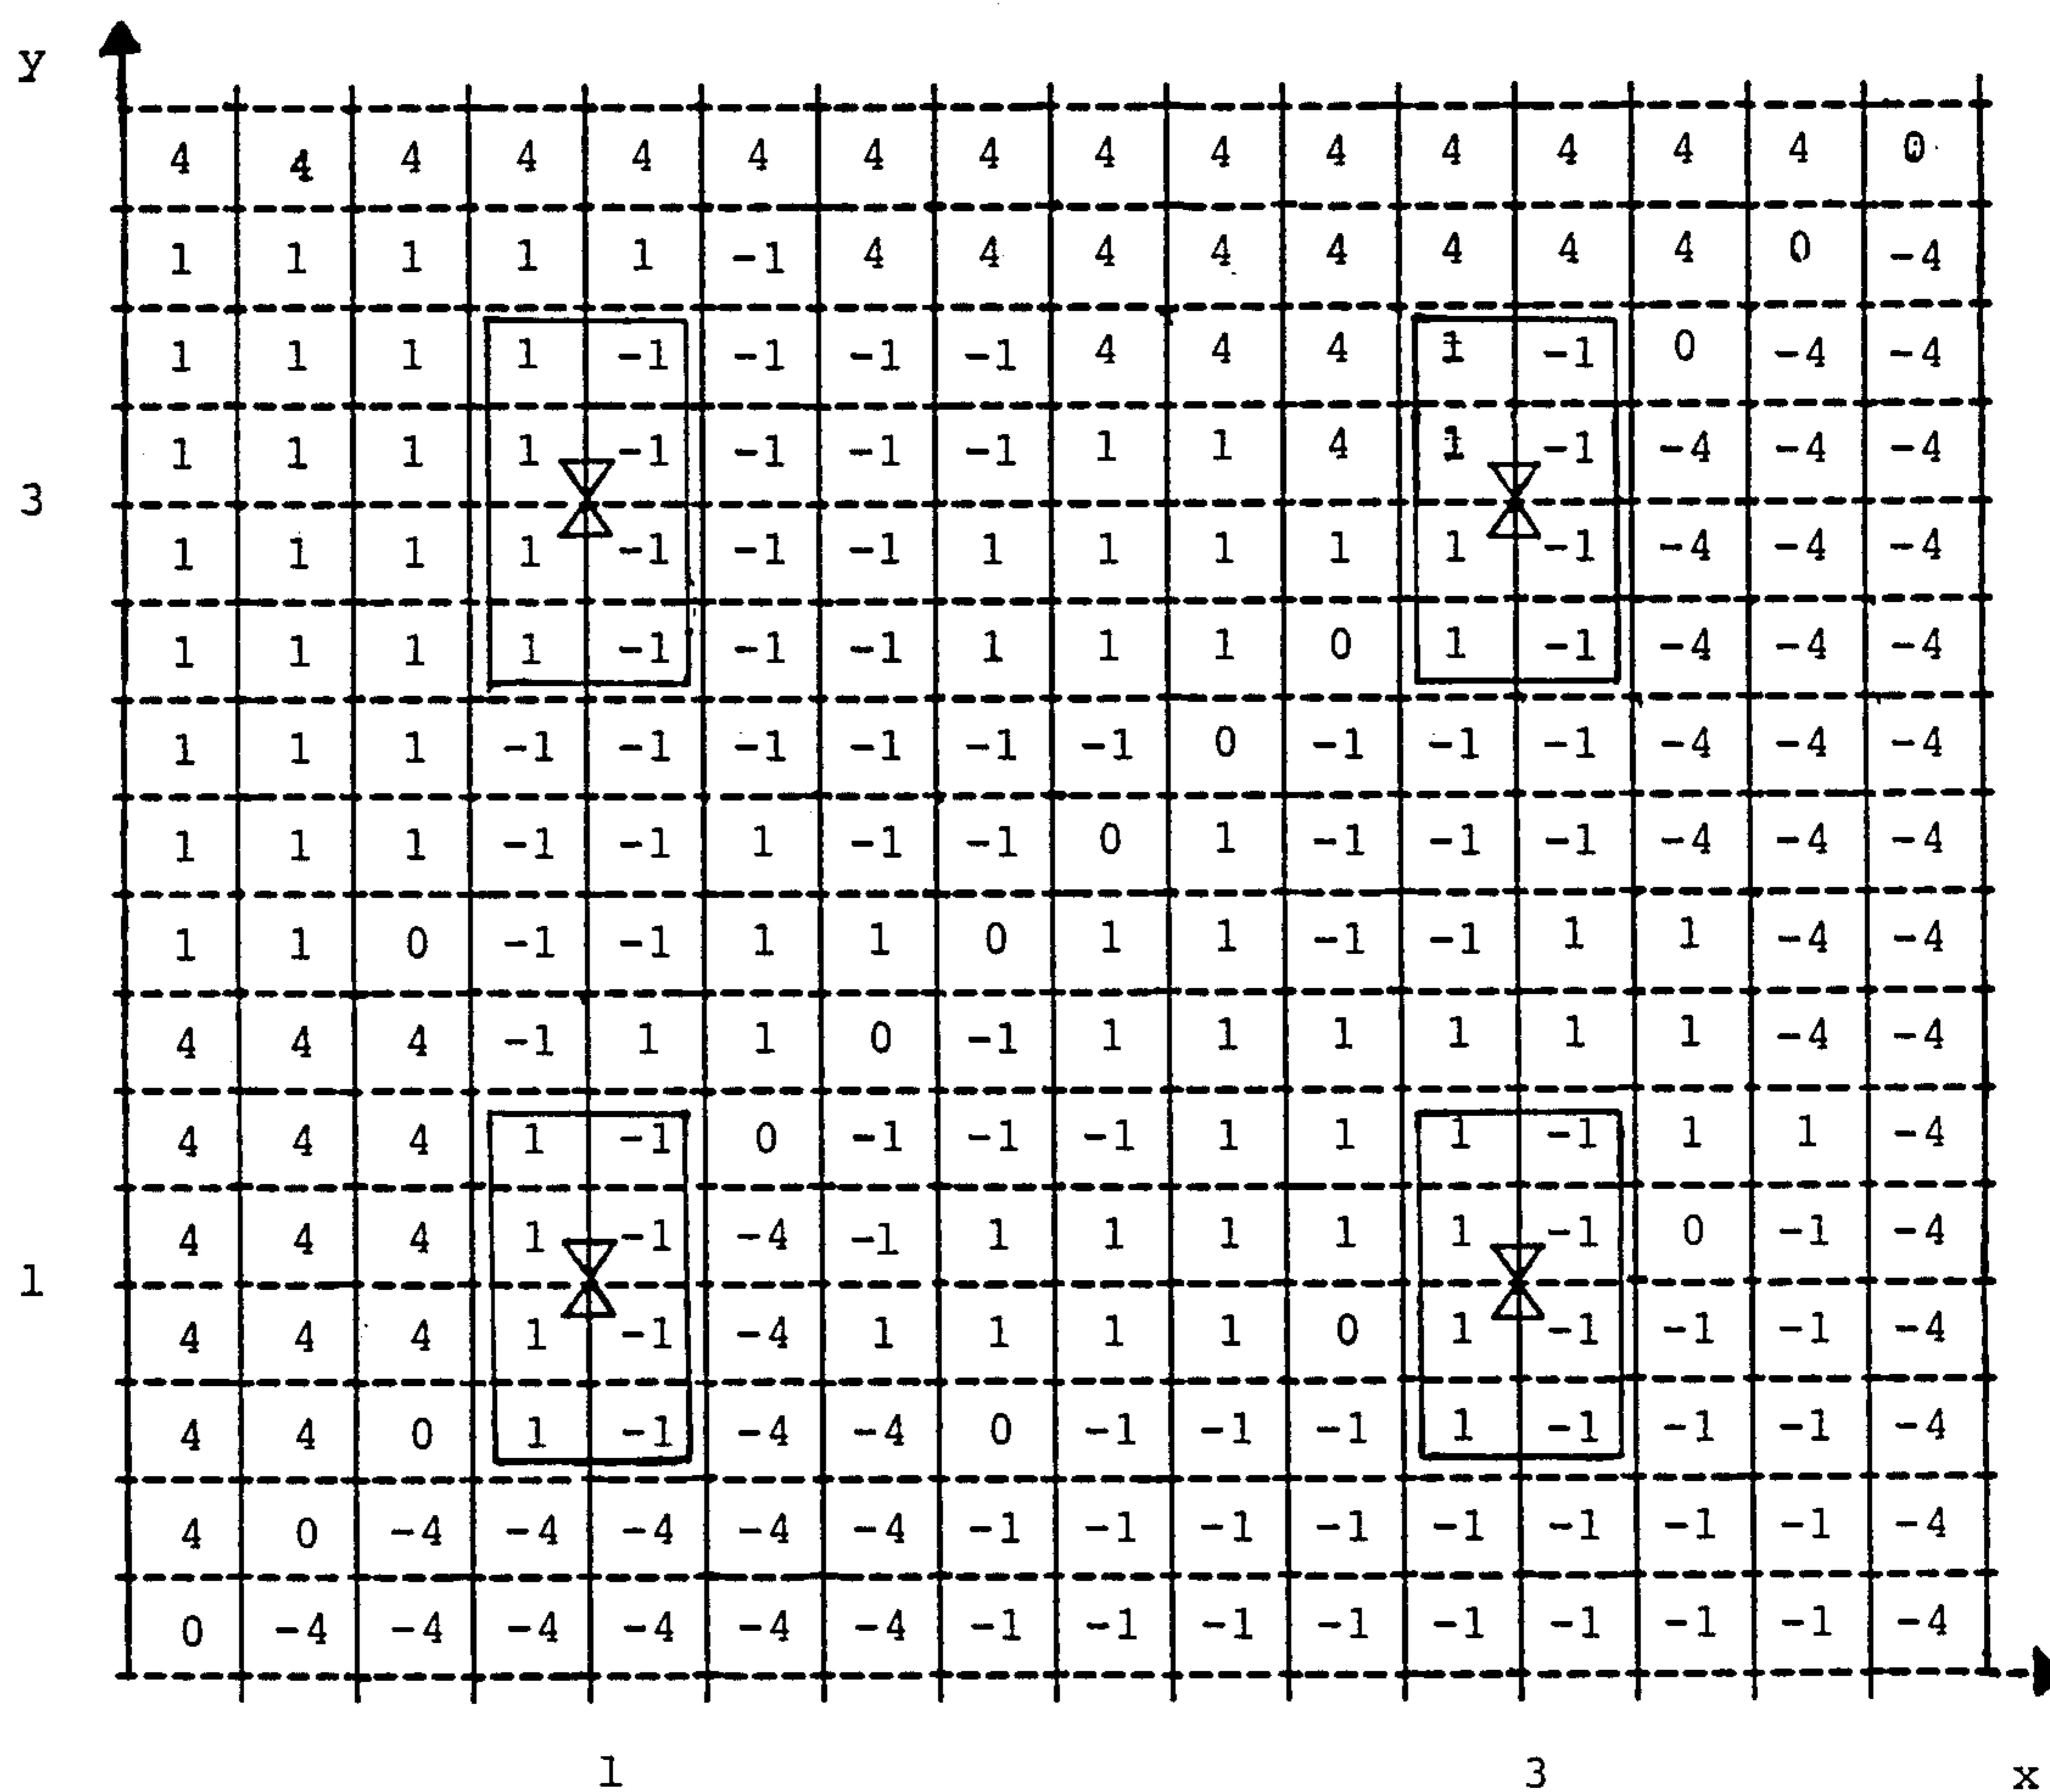 y
4 4 4 4 4 4 4 4 4 4 4 4 4 4 4 0
1 1 1 1 1 -1 4 4 4 4 4 4 4 4 0 -4
1 1 1 1 -1 -1 -1 -1 4 4 4 1 -1 0 -4 -4
1 1 1 1 -1 -1 -1 -1 1 1 4 1 -1 -4 -4 -4
3
1 1 1 1 -1 -1 -1 1 1 1 1 1 -1 -4 -4 -4
1 1 1 1 -1 -1 -1 1 1 1 0 1 -1 -4 -4 -4
1 1 1 -1 -1 -1 -1 -1 -1 0 -1 -1 -1 -4 -4 -4
1 1 1 -1 -1 1 -1 -1 0 1 -1 -1 -1 -4 -4 -4
1 1 0 -1 -1 1 1 0 1 1 -1 -1 1 1 -4 -4
4 4 4 -1 1 1 0 -1 1 1 1 1 1 1 -4 -4
4 4 4 1 -1 0 -1 -1 -1 1 1 1 -1 1 1 -4
4 4 4 1 -1 -4 -1 1 1 1 1 1 -1 0 -1 -4
1
4 4 4 1 -1 -4 1 1 1 1 0 1 -1 -1 -1 -4
4 4 0 1 -1 -4 -4 0 -1 -1 -1 1 -1 -1 -1 -4
4 0 -4 -4 -4 -4 -4 -1 -1 -1 -1 -1 -1 -1 -1 -4
0 -4 -4 -4 -4 -4 -4 -1 -1 -1 -1 -1 -1 -1 -1 -4
1 3 x